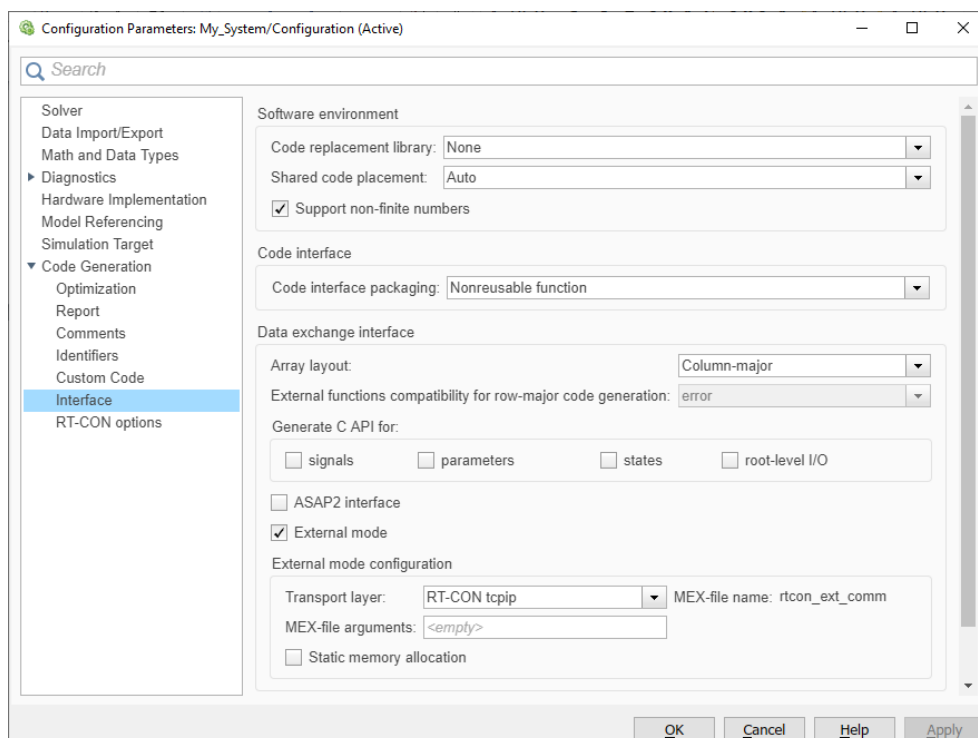 Configuration Parameters: My_System/Configuration (Active)
Search
Solver
Data Import/Export
Math and Data Types
Diagnostics
Hardware Implementation
Model Referencing
Simulation Target
Code Generation
Optimization
Report
Comments
Identifiers
Custom Code
Interface
RT-CON options
Software environment
Code replacement library: None
Shared code placement: Auto
Support non-finite numbers
Code interface
Code interface packaging: Nonreusable function
Data exchange interface
Array layout: Column-major
External functions compatibility for row-major code generation: error
Generate C API for:
signals parameters states root-level I/O
ASAP2 interface
External mode
External mode configuration
Transport layer: RT-CON tcpip MEX-file name: rtcon_ext_comm
MEX-file arguments: <empty>
Static memory allocation
OK Cancel Help Apply